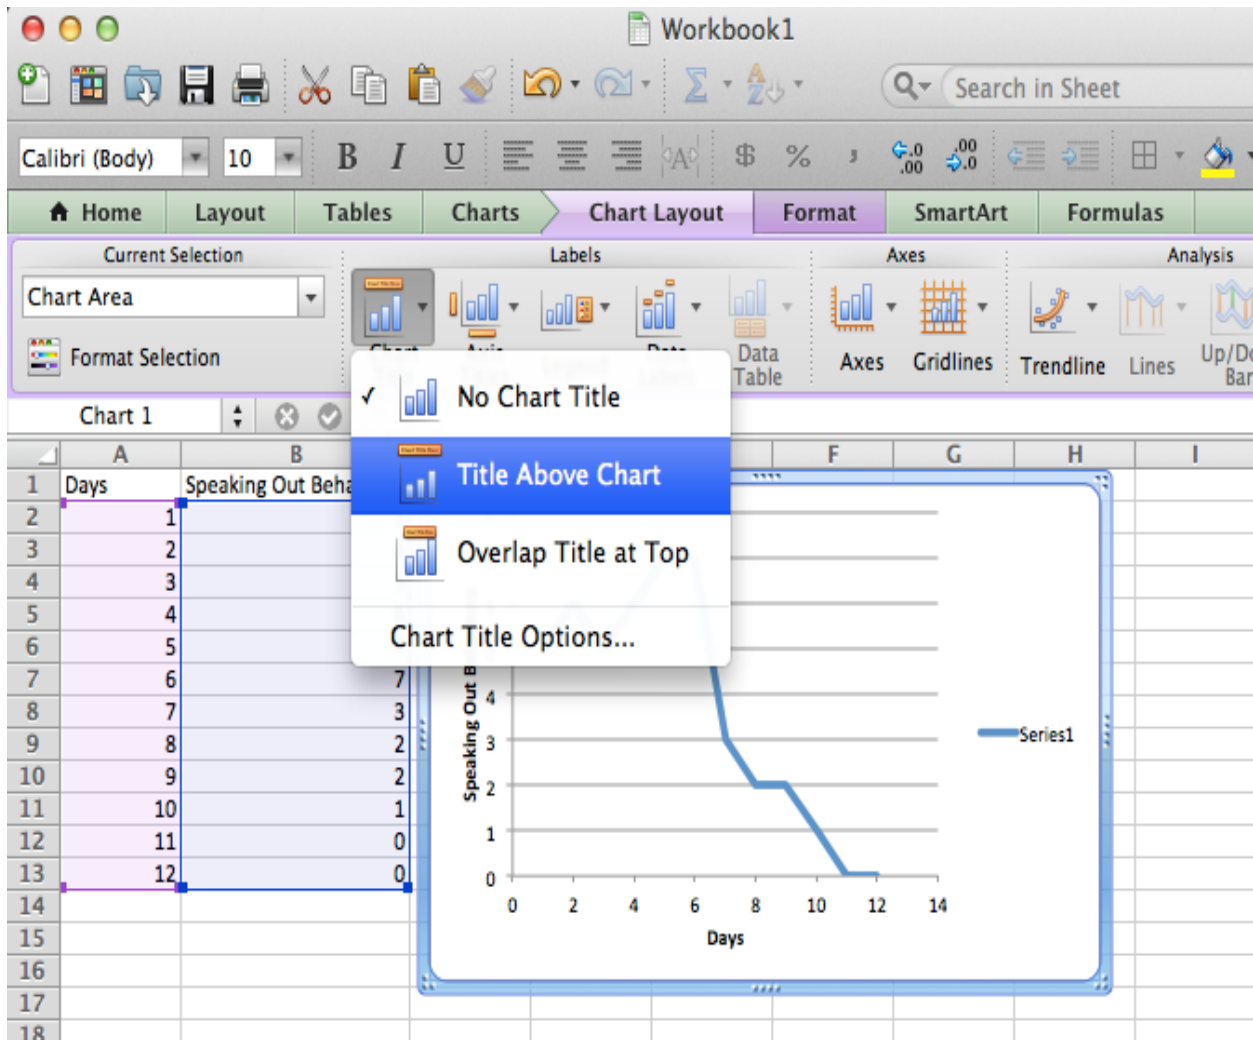 Workbook1
Search in Sheet
Calibri (Body) 10 B I U $ %
Home Layout Tables Charts Chart Layout Format SmartArt Formulas
Current Selection Labels Axes Analysis
Chart Area
Format Selection
Chart
Data Table Axes Gridlines Trendline Lines
No Chart Title
Title Above Chart
Overlap Title at Top
Chart Title Options...
Chart 1
A B F G H I
1 Days Speaking Out Beha
2 1
3 2
4 3
5 4
6 5
7 6 7
8 7 3
9 8 2
10 9 2
11 10 1
12 11 0
13 12 0
14
15
16
17
18
Speaking Out B
4
3
2
1
0
0 2 4 6 8 10 12 14
Days
Series1